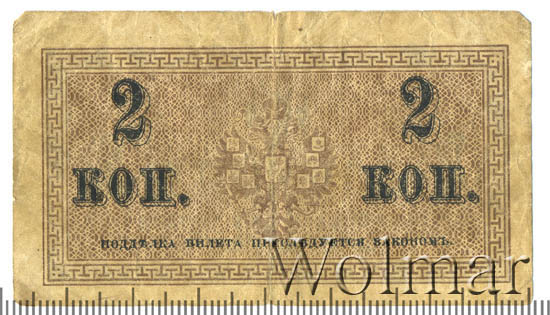 2 2
КОП. КОП.
ПОДДѢЛКА БИЛЕТА ПРЕСЛѢДУЕТСЯ ЗАКОНОМЪ.
Wolmar